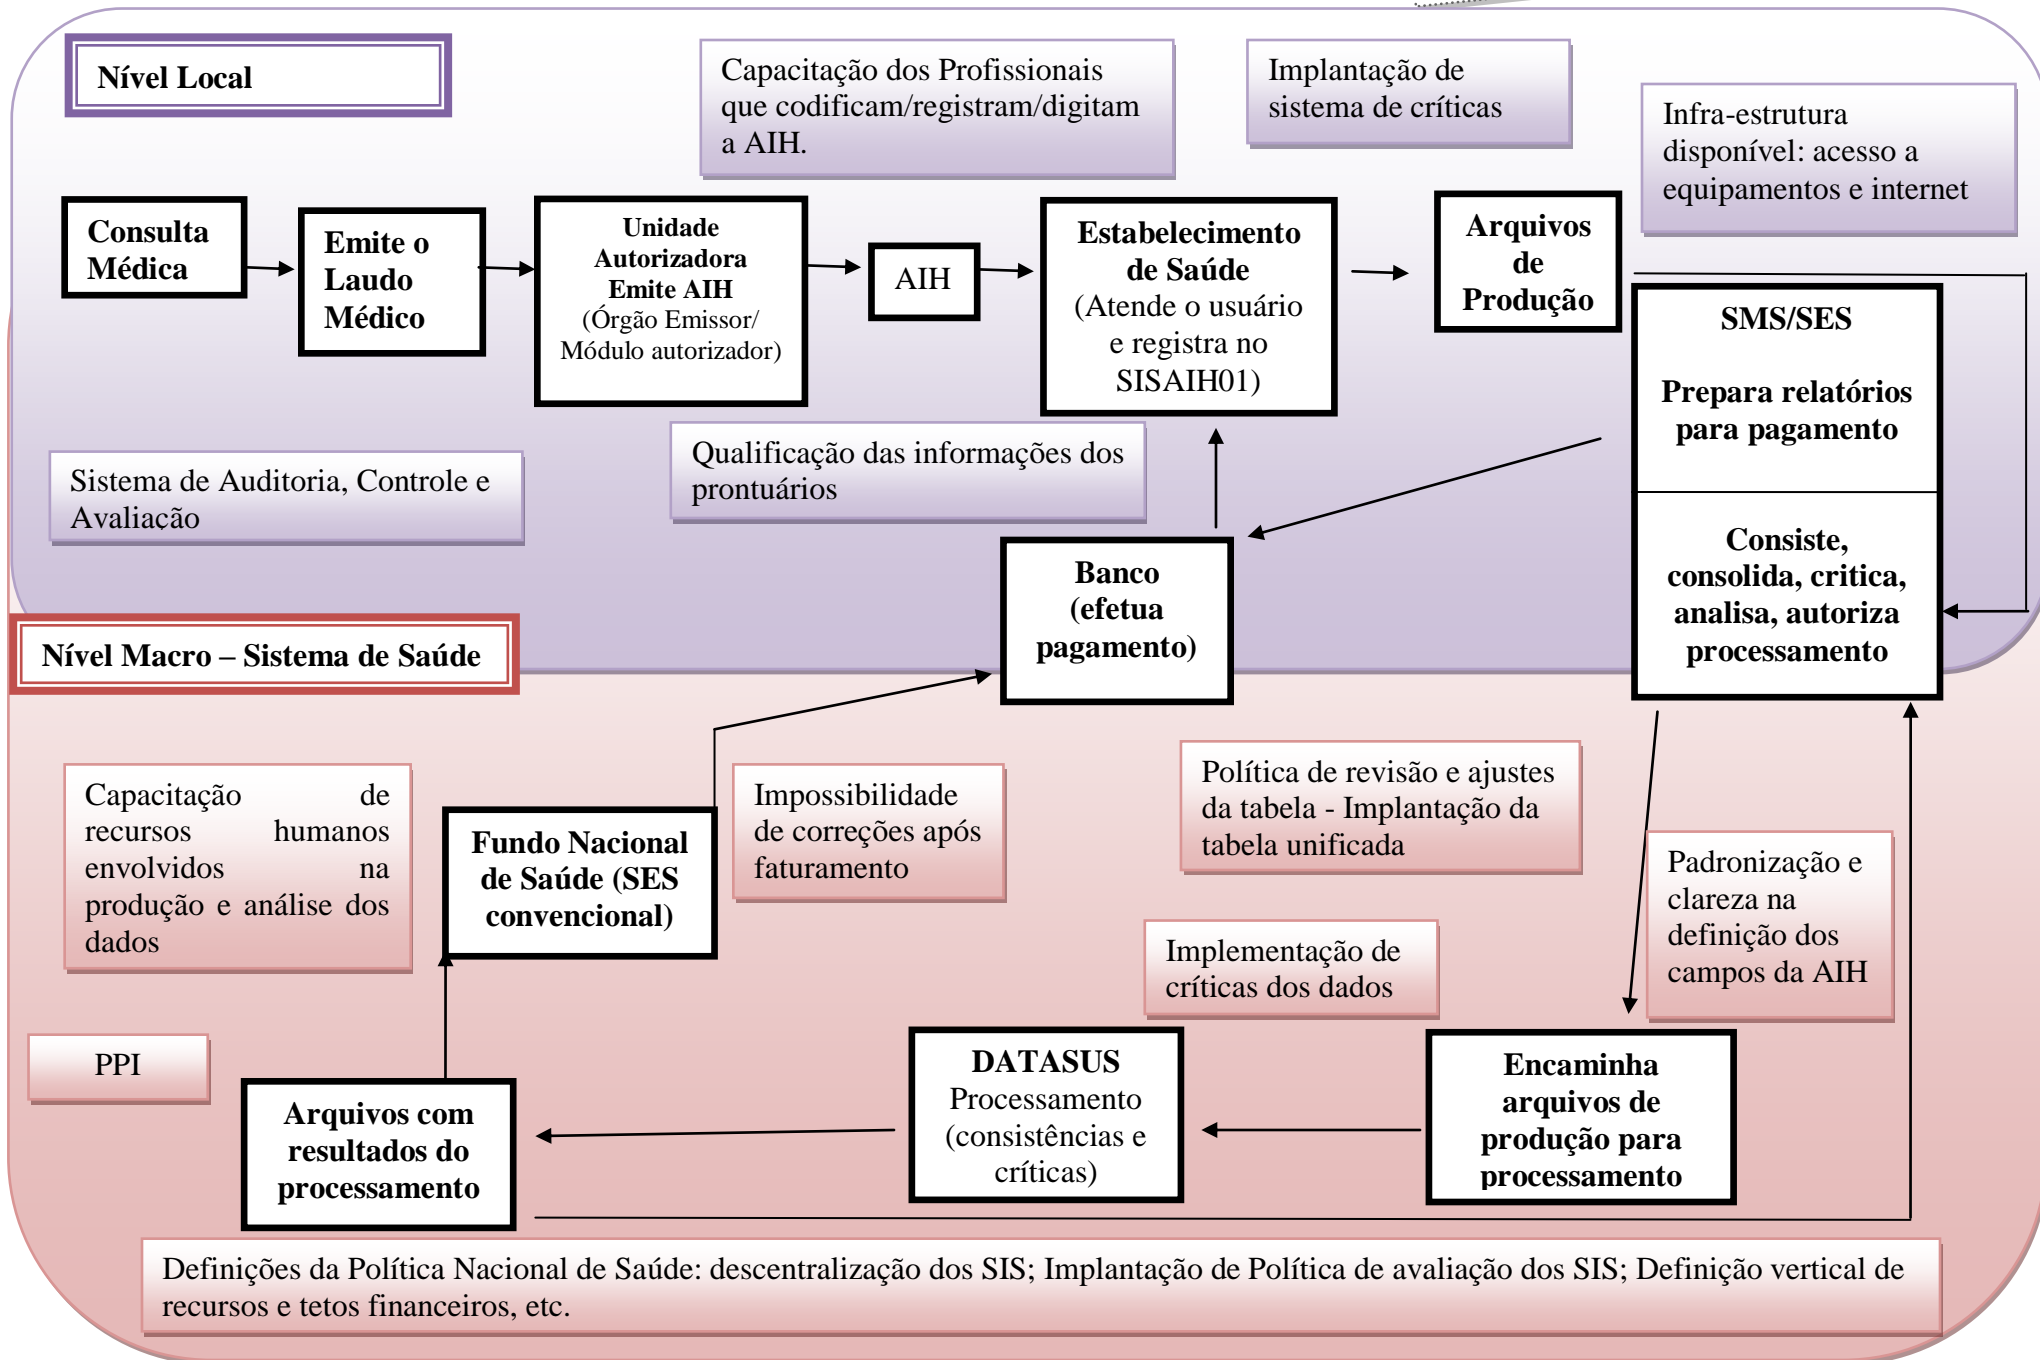 Nível Local
Capacitação dos Profissionais
que codificam/registram/digitam
a AIH.
Implantação de
sistema de críticas
Infra-estrutura
disponível: acesso a
equipamentos e internet
Consulta
Médica
Emite o
Laudo
Médico
Unidade
Autorizadora
Emite AIH
(Órgão Emissor/
Módulo autorizador)
AIH
Estabelecimento
de Saúde
(Atende o usuário
e registra no
SISAIH01)
Arquivos
de
Produção
SMS/SES
Prepara relatórios
para pagamento
Consiste,
consolida, critica,
analisa, autoriza
processamento
Sistema de Auditoria, Controle e
Avaliação
Qualificação das informações dos
prontuários
Banco
(efetua
pagamento)
Nível Macro – Sistema de Saúde
Capacitação de
recursos humanos
envolvidos na
produção e análise dos
dados
Fundo Nacional
de Saúde (SES
convencional)
Impossibilidade
de correções após
faturamento
Política de revisão e ajustes
da tabela - Implantação da
tabela unificada
Padronização e
clareza na
definição dos
campos da AIH
Implementação de
críticas dos dados
PPI
Arquivos com
resultados do
processamento
DATASUS
Processamento
(consistências e
críticas)
Encaminha
arquivos de
produção para
processamento
Definições da Política Nacional de Saúde: descentralização dos SIS; Implantação de Política de avaliação dos SIS; Definição vertical de
recursos e tetos financeiros, etc.